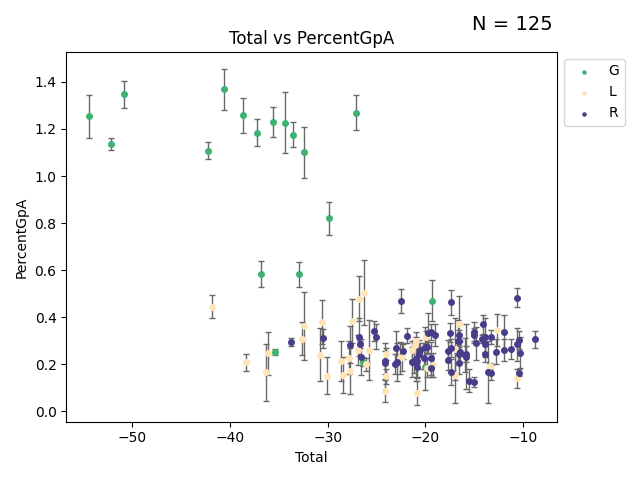 N = 125
Total vs PercentGpA
G
L
R
1.4
1.2
1.0
0.8
0.6
0.4
0.2
0.0
PercentGpA
−50
−40
−30
−20
−10
Total